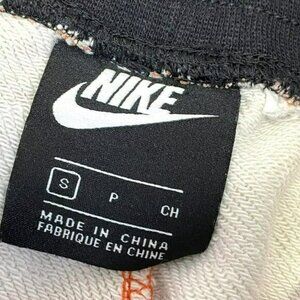 NIKE
S P CH
MADE IN CHINA
FABRIQUE EN CHINE